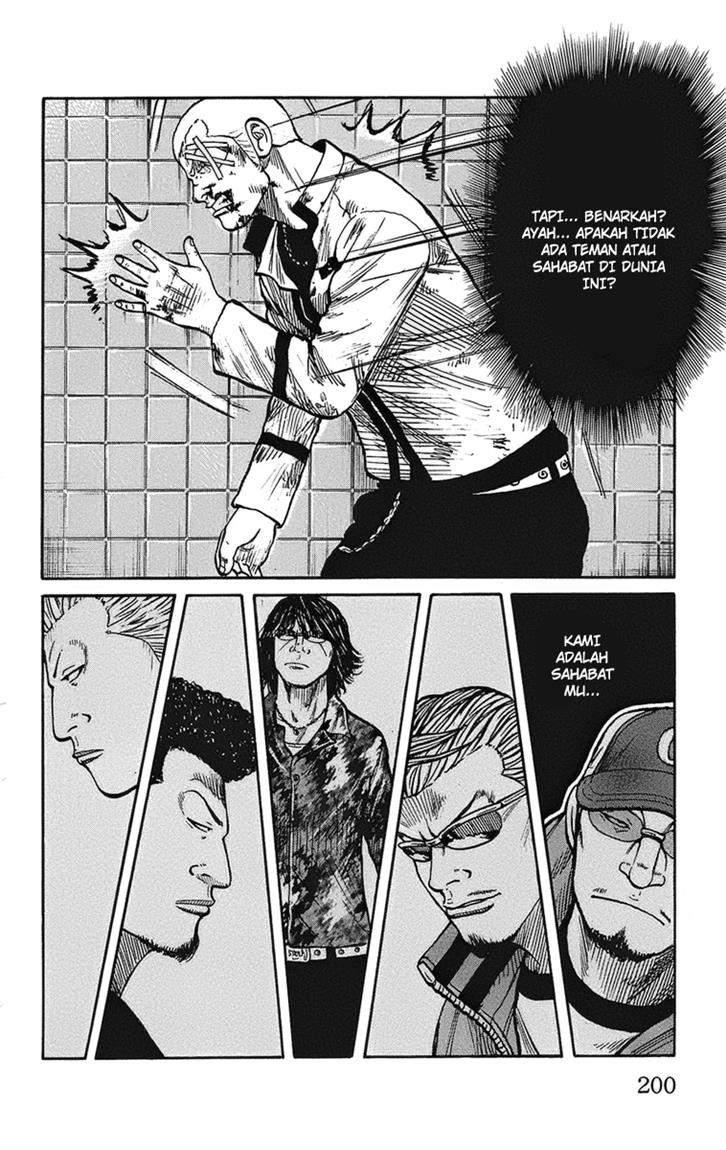 TAPI... BENARKAH?
AYAH... APAKAH TIDAK
ADA TEMAN ATAU
SAHABAT DI DUNIA
INI?
KAMI
ADALAH
SAHABAT
MU...
200